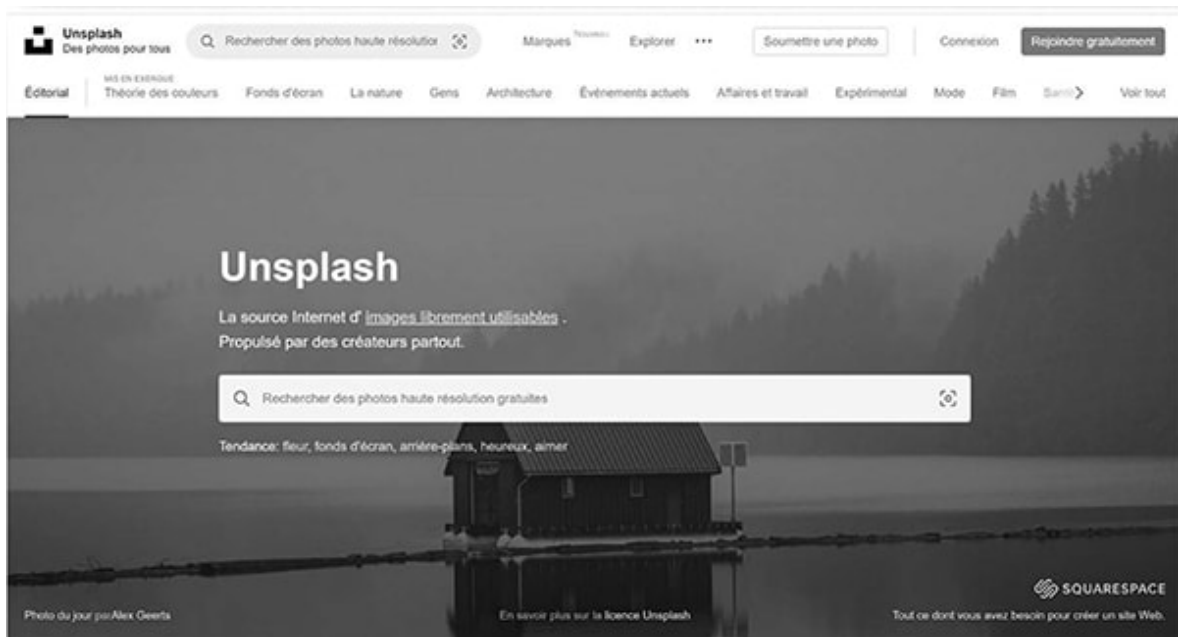 Unsplash
Des photos pour tous
Rechercher des photos haute résolution
Marques
Nouveau
Explorer
Soumettre une photo
Connexion
Rejoindre gratuitement
Éditorial
MIS EN EXERGUE
Théorie des couleurs
Fonds d'écran
La nature
Gens
Architecture
Événements actuels
Affaires et travail
Expérimental
Mode
Film
Voir tout
Unsplash
La source Internet d' images librement utilisables .
Propulsé par des créateurs partout.
Rechercher des photos haute résolution gratuites
Tendance: fleur, fonds d'écran, arrière-plans, heureux, aimer
SQUARESPACE
Photo du jour par Alex Geerts
En savoir plus sur la licence Unsplash
Tout ce dont vous avez besoin pour créer un site Web.